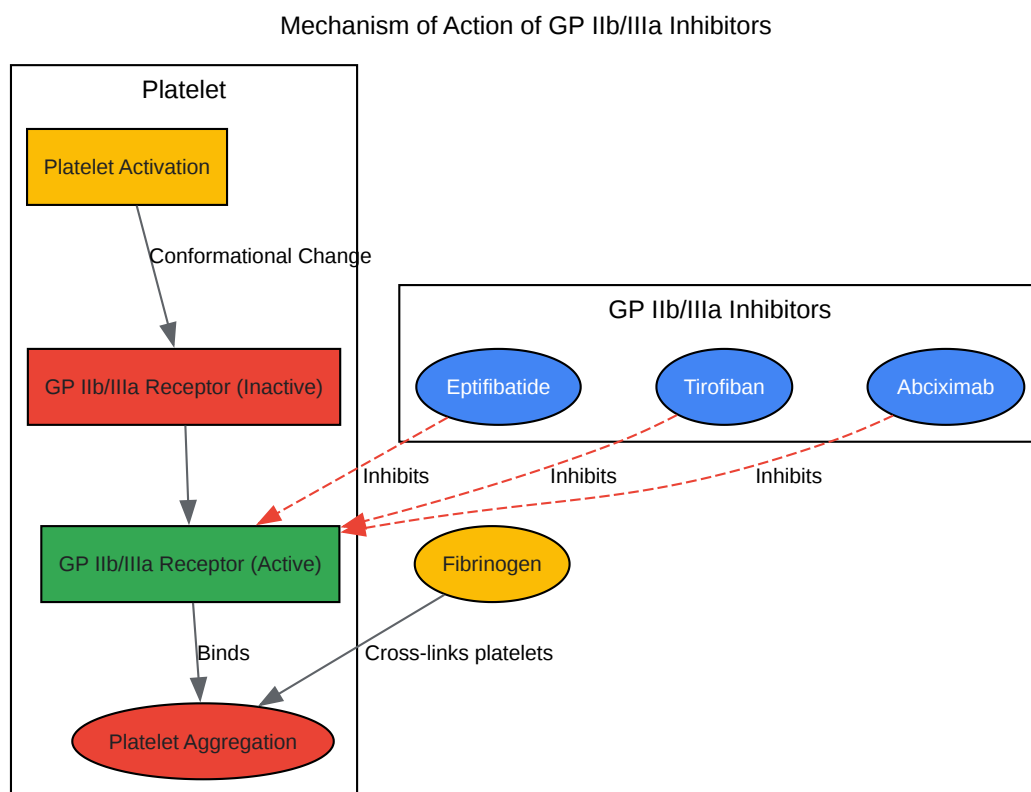 Mechanism of Action of GP IIb/IIIa Inhibitors
Platelet
Platelet Activation
Conformational Change
GP IIb/IIIa Inhibitors
GP IIb/IIIa Receptor (Inactive)
Eptifibatide
Tirofiban
Abciximab
Inhibits
Inhibits
Inhibits
GP IIb/IIIa Receptor (Active)
Fibrinogen
Binds
Cross-links platelets
Platelet Aggregation